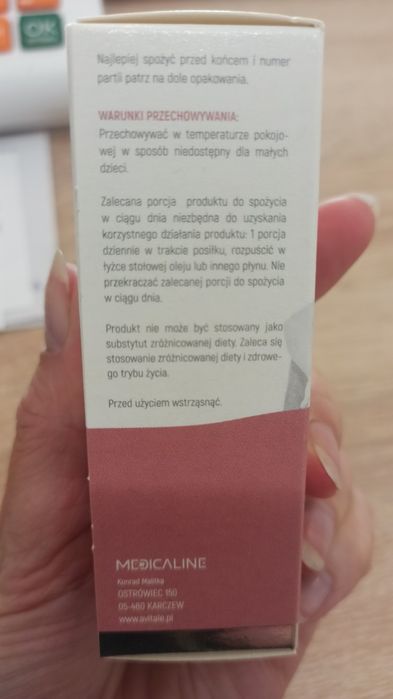 OK
Najlepiej spożyć przed końcem i numer
partii patrz na dole opakowania.
WARUNKI PRZECHOWYWANIA:
Przechowywać w temperaturze pokojo-
wej w sposób niedostępny dla małych
dzieci.
Zalecana porcja produktu do spożycia
w ciągu dnia niezbędna do uzyskania
korzystnego działania produktu: 1 porcja
dziennie w trakcie posiłku, rozpuścić w
łyżce stołowej oleju lub innego płynu. Nie
przekraczać zalecanej porcji do spożycia
w ciągu dnia.
Produkt nie może być stosowany jako
substytut zróżnicowanej diety. Zaleca się
stosowanie zróżnicowanej diety i zdrowe-
go trybu życia.
Przed użyciem wstrząsnąć.
MEDICALINE
Konrad Malitka
OSTRÓWIEC 150
05-480 KARCZEW
www.avitale.pl